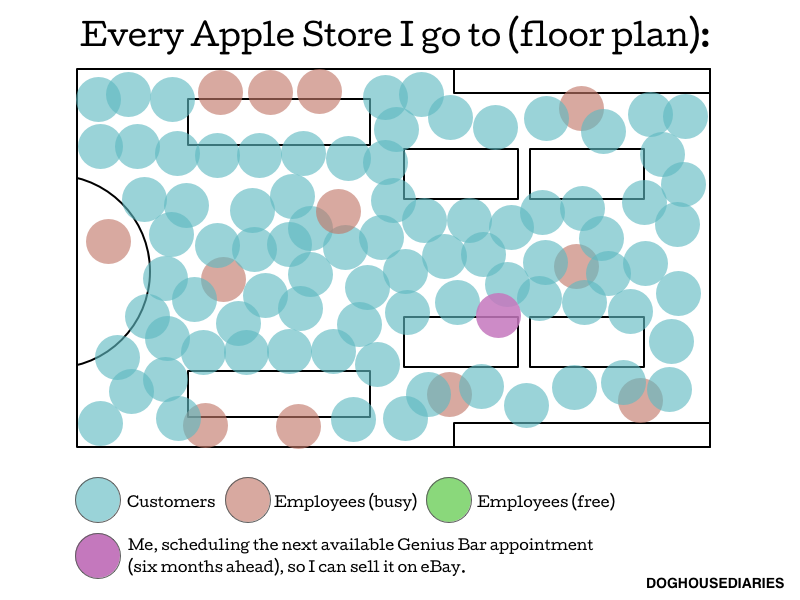 Every Apple Store I go to (floor plan):
Customers
Employees (busy)
Employees (free)
Me, scheduling the next available Genius Bar appointment
(six months ahead), so I can sell it on eBay.
DOGHOUSEDIARIES